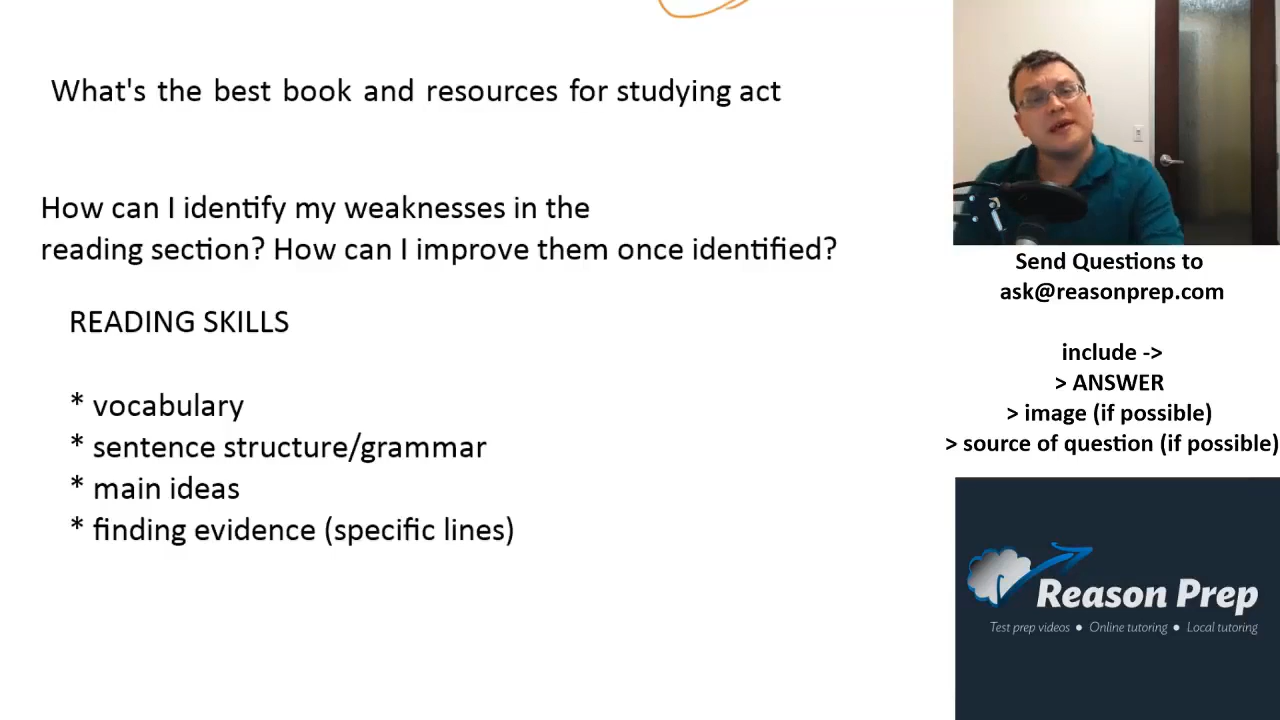 What's the best book and resources for studying act
How can I identify my weaknesses in the
reading section? How can I improve them once identified?
READING SKILLS
* vocabulary
* sentence structure/grammar
* main ideas
* finding evidence (specific lines)
Send Questions to
ask@reasonprep.com
include ->
> ANSWER
> image (if possible)
> source of question (if possible)
Reason Prep
Test prep videos ● Online tutoring ● Local tutoring